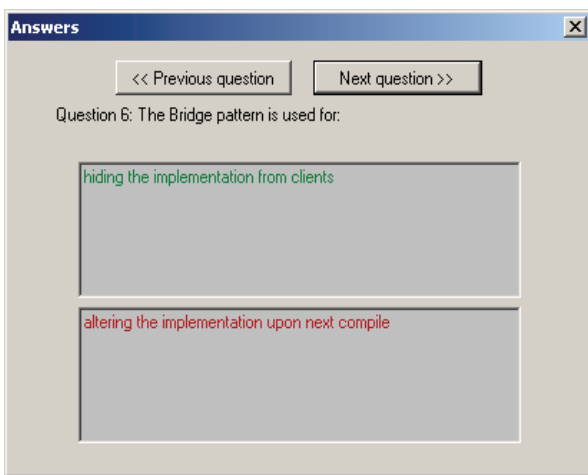 Answers
<< Previous question
Next question >>
Question 6: The Bridge pattern is used for:
hiding the implementation from clients
altering the implementation upon next compile